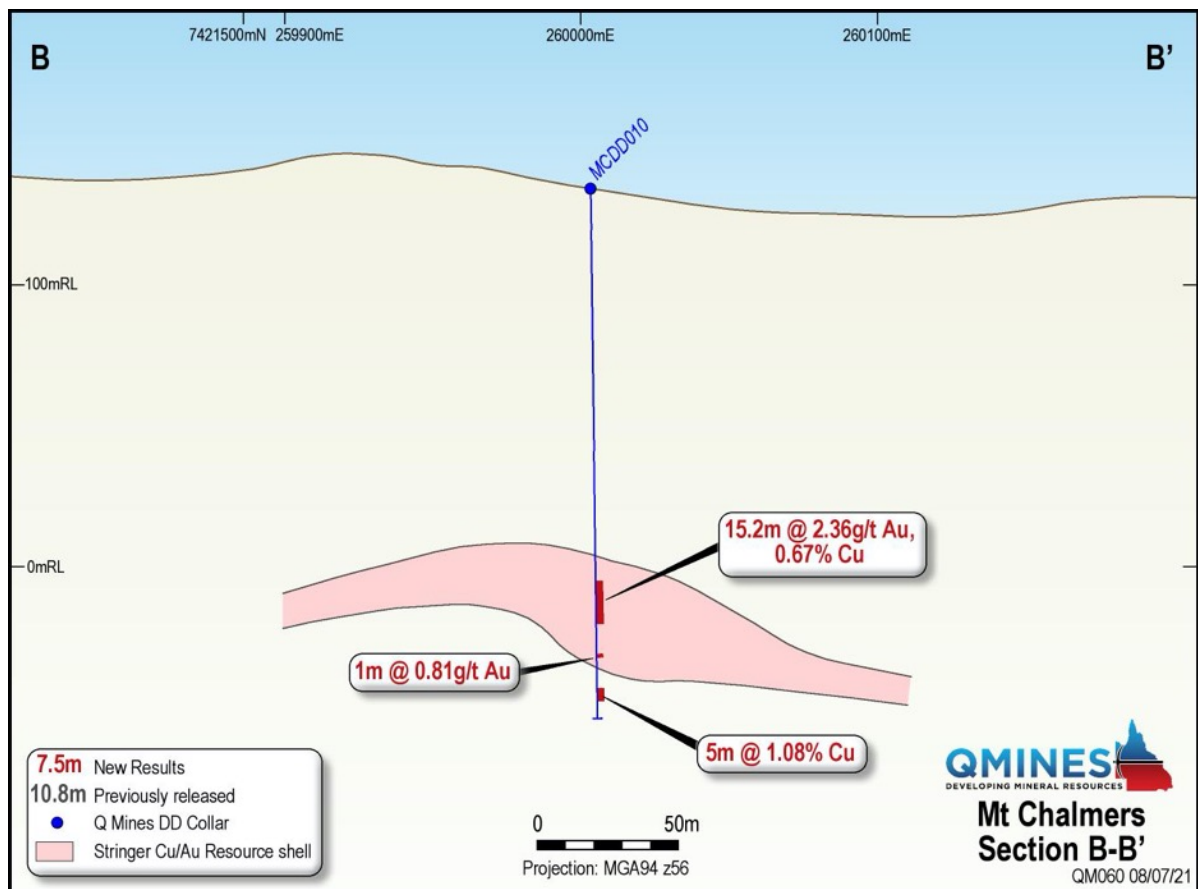 7421500mN 259900mE 260000mE 260100mE
B B’
MCDD010
100mRL
15.2m @ 2.36g/t Au,
0.67% Cu
0mRL
1m @ 0.81g/t Au
5m @ 1.08% Cu
7.5m New Results
10.8m Previously released
Q Mines DD Collar
Stringer Cu/Au Resource shell
0 50m
Projection: MGA94 z56
QMINES
DEVELOPING MINERAL RESOURCES
Mt Chalmers
Section B-B’
QM060 08/07/21